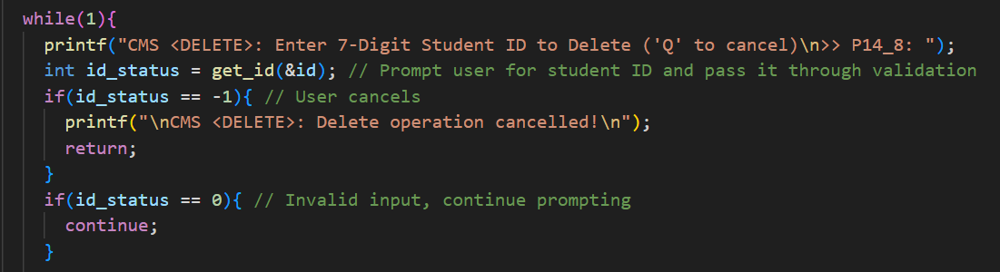 while(1){
printf("CMS <DELETE>: Enter 7-Digit Student ID to Delete ('Q' to cancel)\n>> P14_8: ");
int id_status = get_id(&id); // Prompt user for student ID and pass it through validation
if(id_status == -1){ // User cancels
printf("\nCMS <DELETE>: Delete operation cancelled!\n");
return;
}
if(id_status == 0){ // Invalid input, continue prompting
continue;
}